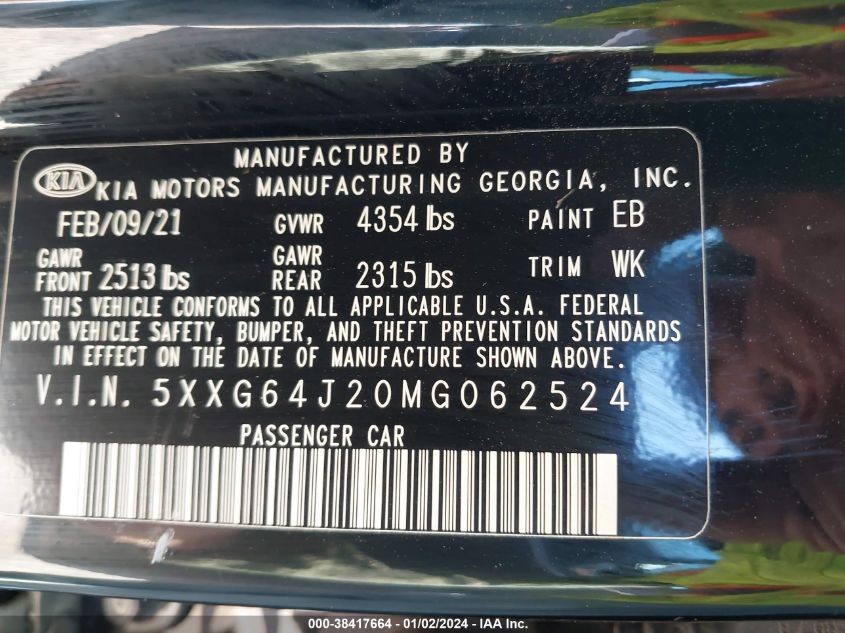 MANUFACTURED BY
KIA KIA MOTORS MANUFACTURING GEORGIA, INC.
FEB/09/21 GVWR 4354 lbs PAINT EB
GAWR FRONT 2513 lbs GAWR REAR 2315 lbs TRIM WK
THIS VEHICLE CONFORMS TO ALL APPLICABLE U.S.A. FEDERAL
MOTOR VEHICLE SAFETY, BUMPER, AND THEFT PREVENTION STANDARDS
IN EFFECT ON THE DATE OF MANUFACTURE SHOWN ABOVE.
V.I.N. 5XXG64J20MG062524
PASSENGER CAR
000-38417664 - 01/02/2024 - IAA Inc.